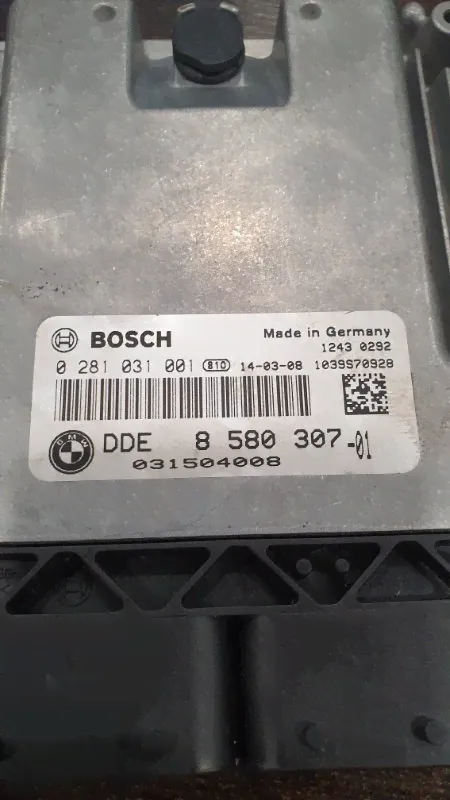 BOSCH Made in Germany
1243 0292
0 281 031 001 810 14-03-08 1039S70928
BMW DDE 8 580 307-01
031504008